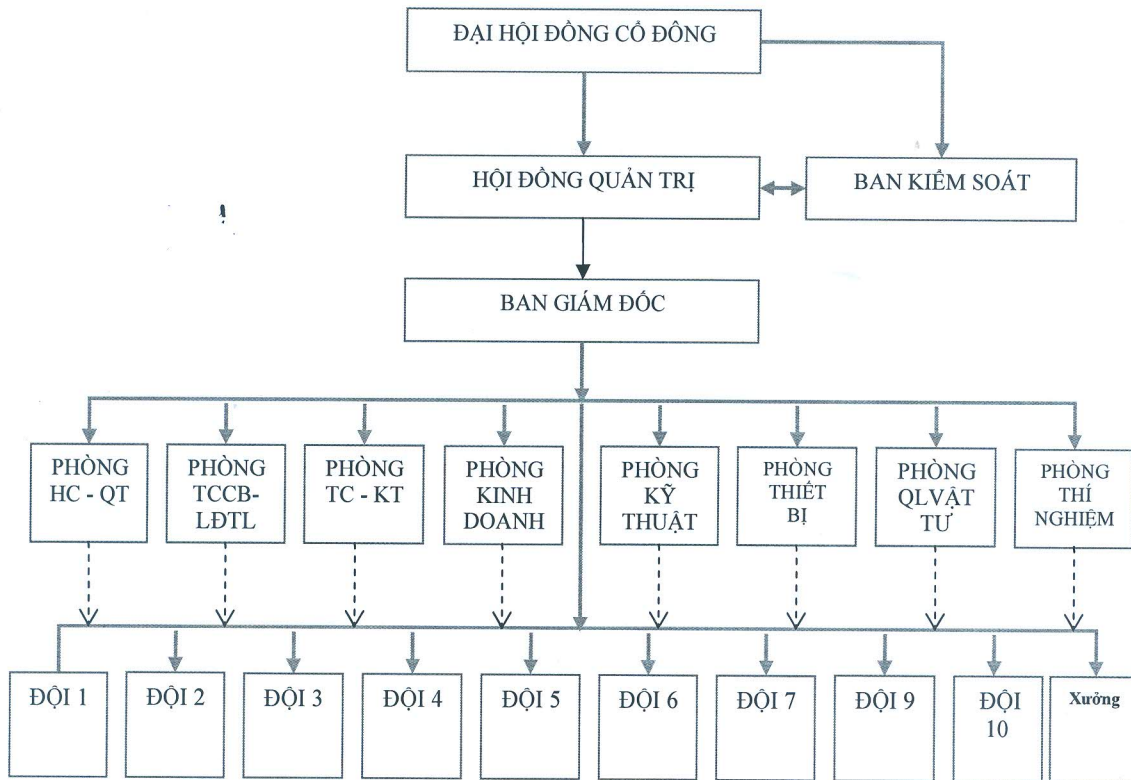 ĐẠI HỘI ĐỒNG CỔ ĐÔNG
HỘI ĐỒNG QUẢN TRỊ
BAN KIỂM SOÁT
BAN GIÁM ĐỐC
PHÒNG
HC - QT
PHÒNG
TCCB-
LĐTL
PHÒNG
TC - KT
PHÒNG
KINH
DOANH
PHÒNG
KỸ
THUẬT
PHÒNG
THIẾT
BỊ
PHÒNG
QLVẬT
TƯ
PHÒNG
THÍ
NGHIỆM
ĐỘI 1
ĐỘI 2
ĐỘI 3
ĐỘI 4
ĐỘI 5
ĐỘI 6
ĐỘI 7
ĐỘI 9
ĐỘI
10
Xưởng